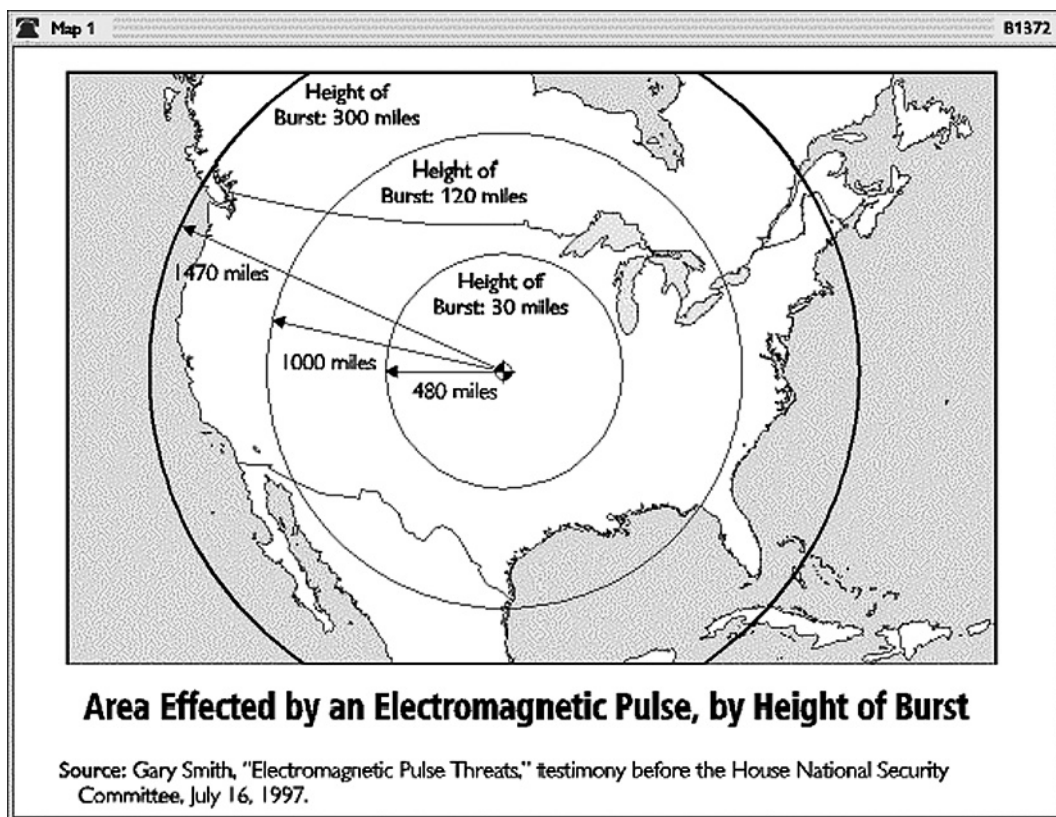 Map 1
B1372
Height of
Burst: 300 miles
Height of
Burst: 120 miles
Height of
Burst: 30 miles
1470 miles
1000 miles
480 miles
Area Effected by an Electromagnetic Pulse, by Height of Burst
Source: Gary Smith, "Electromagnetic Pulse Threats," testimony before the House National Security
Committee, July 16, 1997.